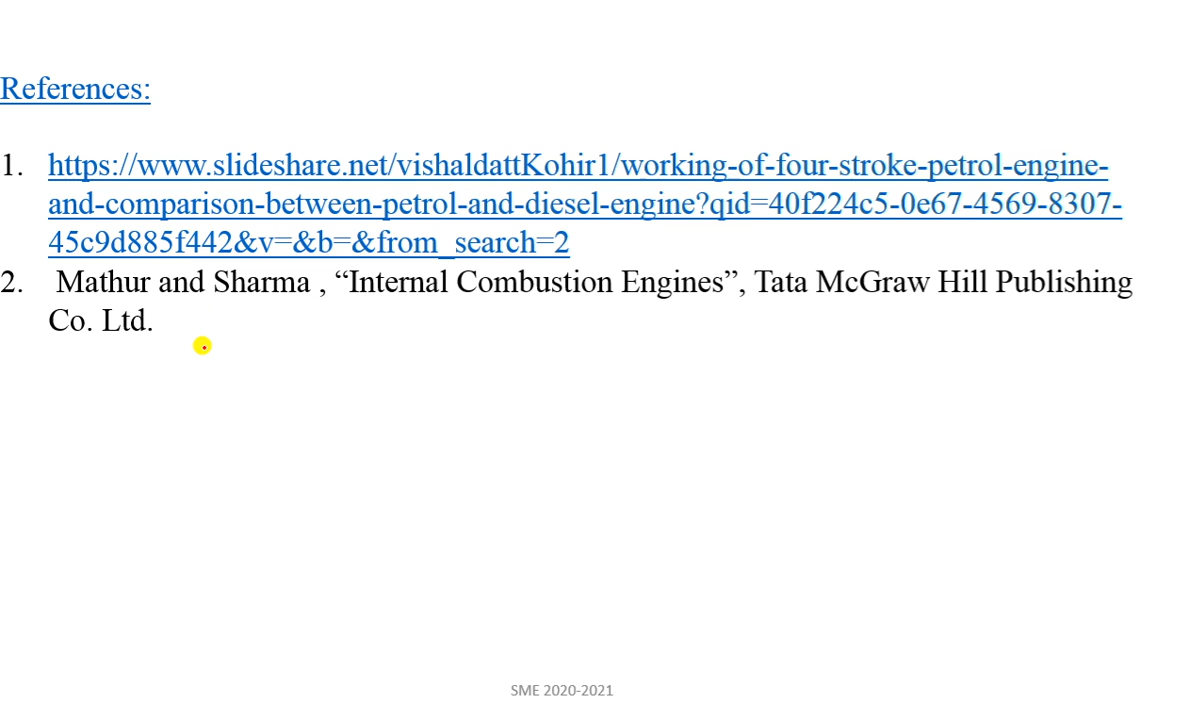 References:
1. https://www.slideshare.net/vishaldattKohir1/working-of-four-stroke-petrol-engine-
and-comparison-between-petrol-and-diesel-engine?qid=40f224c5-0e67-4569-8307-
45c9d885f442&v=&b=&from_search=2
2. Mathur and Sharma , “Internal Combustion Engines”, Tata McGraw Hill Publishing
Co. Ltd.
SME 2020-2021